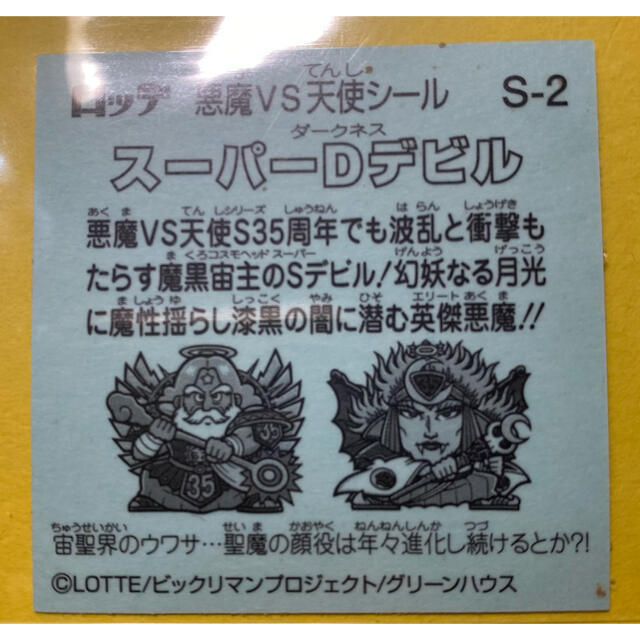 ロッテ 悪魔VS天使シール S-2
スーパーDデビル
悪魔VS天使S35周年でも波乱と衝撃も
たらす魔黒宙主のSデビル!幻妖なる月光
に魔性揺らし漆黒の闇に潜む英傑悪魔!!
35
35
宙聖界のウワサ…聖魔の顔役は年々進化し続けるとか?!
©LOTTE/ビックリマンプロジェクト/グリーンハウス